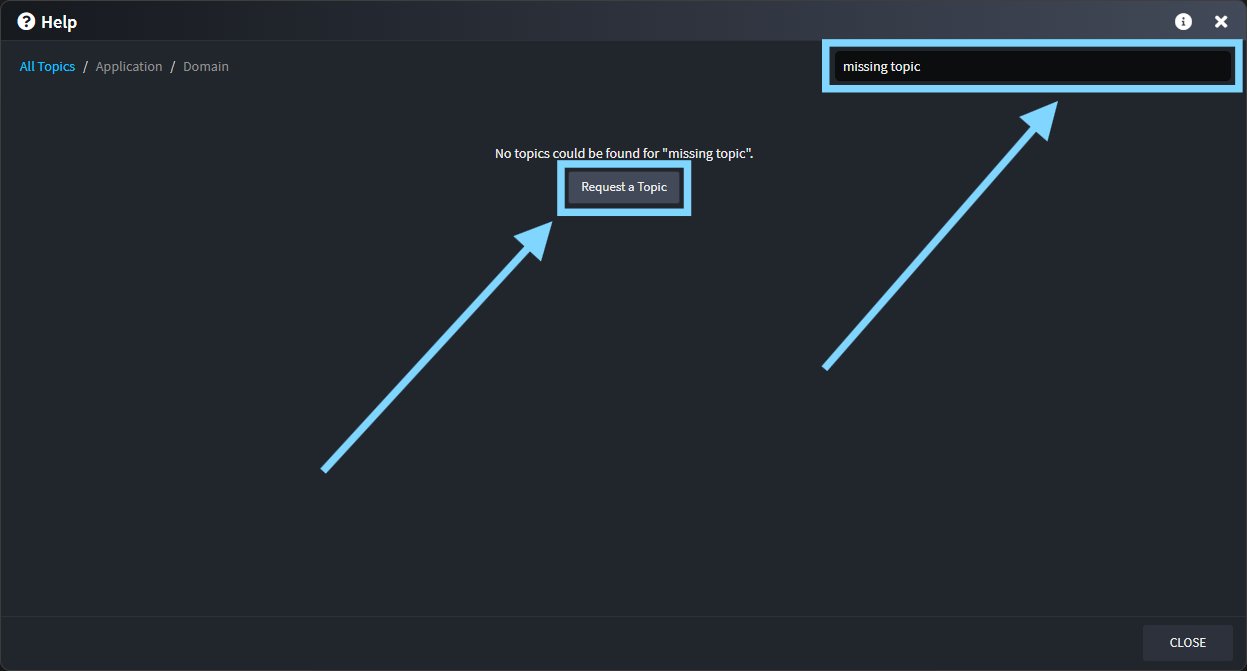 Help
All Topics / Application / Domain
missing topic
No topics could be found for "missing topic".
Request a Topic
CLOSE